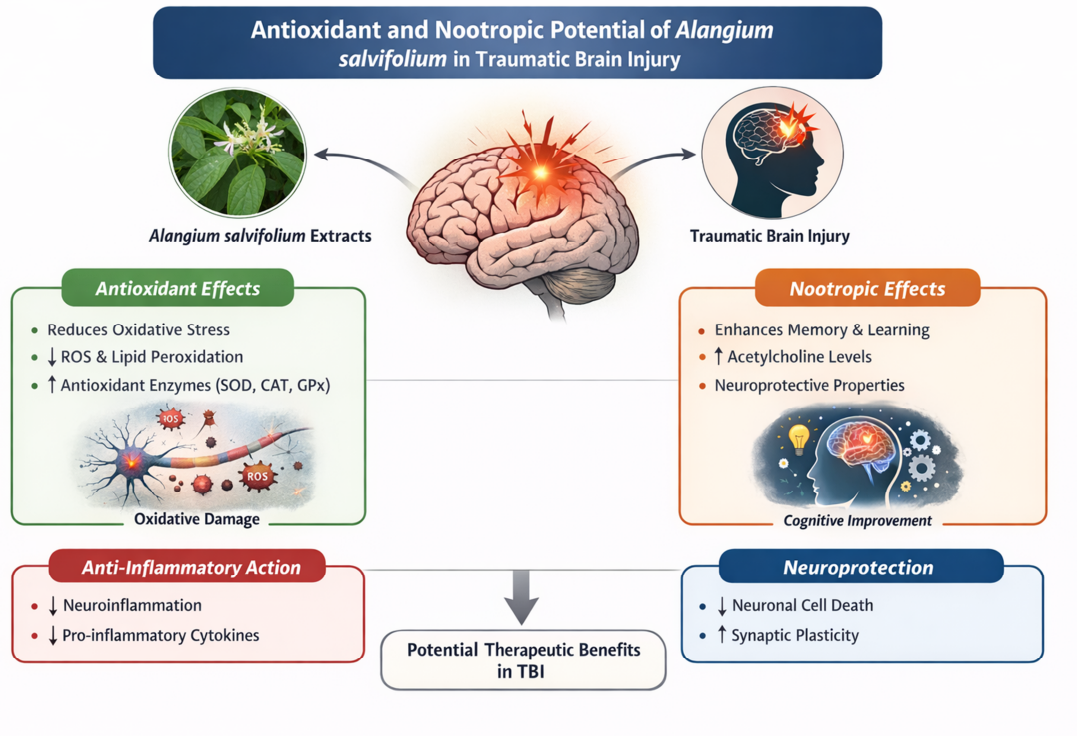 Antioxidant and Nootropic Potential of Alangium
salvifolium in Traumatic Brain Injury
Alangium salvifolium Extracts
Traumatic Brain Injury
Antioxidant Effects
• Reduces Oxidative Stress
• ↓ ROS & Lipid Peroxidation
• ↑ Antioxidant Enzymes (SOD, CAT, GPx)
IOS
ROS
Oxidative Damage
Nootropic Effects
• Enhances Memory & Learning
• ↑ Acetylcholine Levels
• Neuroprotective Properties
Cognitive Improvement
Anti-Inflammatory Action
• ↓ Neuroinflammation
• ↓ Pro-inflammatory Cytokines
Neuroprotection
• ↓ Neuronal Cell Death
• ↑ Synaptic Plasticity
Potential Therapeutic Benefits
in TBI